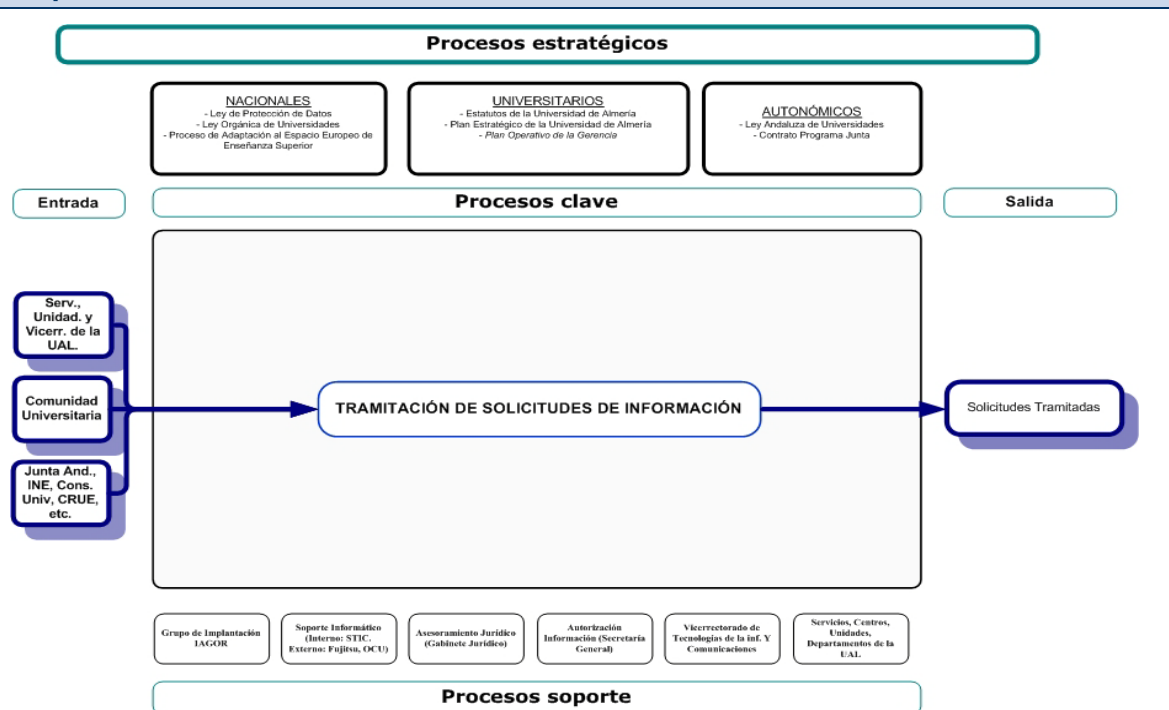 Procesos estratégicos
NACIONALES
- Ley de Protección de Datos
- Ley Orgánica de Universidades
- Proceso de Adaptación al Espacio Europeo de
Enseñanza Superior
UNIVERSITARIOS
- Estatutos de la Universidad de Almería
- Plan Estratégico de la Universidad de Almería
- Plan Operativo de la Gerencia
AUTONÓMICOS
- Ley Andaluza de Universidades
- Contrato Programa Junta
Entrada
Procesos clave
Salida
Serv.,
Unidad. y
Vicerr. de la
UAL.
Comunidad
Universitaria
Junta And.,
INE, Cons.
Univ, CRUE,
etc.
TRAMITACIÓN DE SOLICITUDES DE INFORMACIÓN
Solicitudes Tramitadas
Grupo de Implantación
IAGOR
Soporte Informático
(Interno: STIC.
Externo: Fujitsu, OCU)
Asesoramiento Jurídico
(Gabinete Jurídico)
Autorización
Información (Secretaría
General)
Vicerrectorado de
Tecnologías de la inf. Y
Comunicaciones
Servicios, Centros,
Unidades,
Departamentos de la
UAL
Procesos soporte